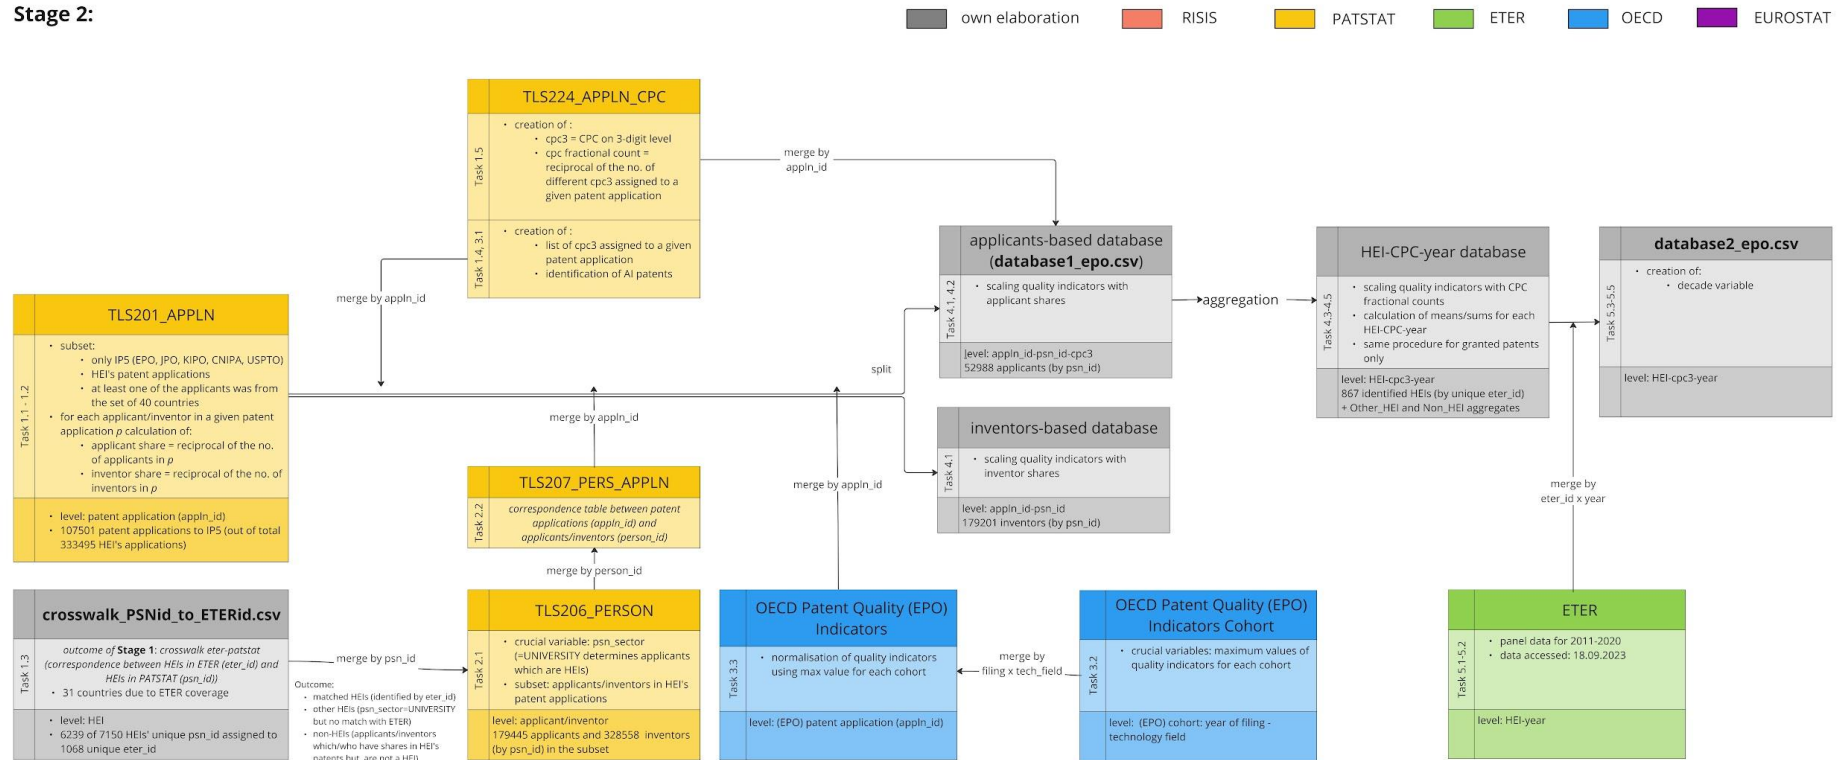 Stage 2:
own elaboration
RISIS
PATSTAT
ETER
OECD
EUROSTAT
TLS224_APPLN_CPC
Task 1.5
• creation of :
• cpc3 = CPC on 3-digit level
• cpc fractional count =
reciprocal of the no. of
different cpc3 assigned to a
given patent application
Task 1.4, 3.1
• creation of :
• list of cpc3 assigned to a given
patent application
• identification of AI patents
merge by
appln_id
merge by appln_id
TLS201_APPLN
Task 1.1 - 1.2
• subset:
• only IP5 (EPO, JPO, KIPO, CNIPA, USPTO)
• HEI's patent applications
• at least one of the applicants was from
the set of 40 countries
• for each applicant/inventor in a given patent
application p calculation of:
• applicant share = reciprocal of the no.
of applicants in p
• inventor share = reciprocal of the no. of
inventors in p
• level: patent application (appln_id)
• 107501 patent applications to IP5 (out of total
333495 HEI's applications)
split
applicants-based database
(database1_epo.csv)
Task 4.1, 4.2
• scaling quality indicators with
applicant shares
level: appln_id-psn_id-cpc3
52988 applicants (by psn_id)
aggregation
HEI-CPC-year database
Task 4.3-4.5
• scaling quality indicators with CPC
fractional counts
• calculation of means/sums for each
HEI-CPC-year
• same procedure for granted patents
only
level: HEI-cpc3-year
867 identified HEIs (by unique eter_id)
+ Other_HEI and Non_HEI aggregates
database2_epo.csv
Task 5.3-5.5
• creation of:
• decade variable
level: HEI-cpc3-year
inventors-based database
Task 4.1
• scaling quality indicators with
inventor shares
level: appln_id-psn_id
179201 inventors (by psn_id)
merge by appln_id
TLS207_PERS_APPLN
Task 2.2
correspondence table between patent
applications (appln_id) and
applicants/inventors (person_id)
merge by person_id
merge by appln_id
merge by
eter_id x year
crosswalk_PSNid_to_ETERid.csv
Task 1.3
outcome of Stage 1: crosswalk eter-patstat
(correspondence between HEIs in ETER (eter_id) and
HEIs in PATSTAT (psn_id))
• 31 countries due to ETER coverage
• level: HEI
• 6239 of 7150 HEIs' unique psn_id assigned to
1068 unique eter_id
merge by psn_id
Outcome:
• matched HEIs (identified by eter_id)
• other HEIs (psn_sector=UNIVERSITY
but no match with ETER)
• non-HEIs (applicants/inventors
which/who have shares in HEI's
patents but are not a HEI)
TLS206_PERSON
Task 2.1
• crucial variable: psn_sector
(=UNIVERSITY determines applicants
which are HEIs)
• subset: applicants/inventors in HEI's
patent applications
level: applicant/inventor
179445 applicants and 328558 inventors
(by psn_id) in the subset
OECD Patent Quality (EPO)
Indicators
Task 3.3
• normalisation of quality indicators
using max value for each cohort
level: (EPO) patent application (appln_id)
merge by
filing x tech_field
OECD Patent Quality (EPO)
Indicators Cohort
Task 3.2
• crucial variables: maximum values of
quality indicators for each cohort
level: (EPO) cohort: year of filing -
technology field
ETER
Task 5.1-5.2
• panel data for 2011-2020
• data accessed: 18.09.2023
level: HEI-year